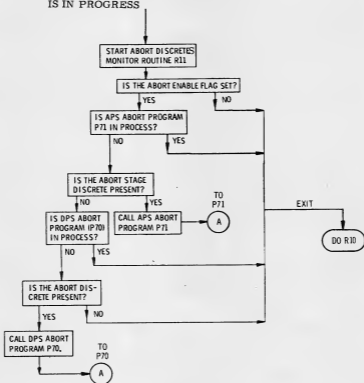 IS IN PROGRESS
START ABORT DISCRETES
MONITOR ROUTINE R11
IS THE ABORT ENABLE FLAG SET?
YES
NO
IS APS ABORT PROGRAM
P71 IN PROCESS?
NO
YES
IS THE ABORT STAGE
DISCRETE PRESENT?
NO
YES
TO
P71
IS DPS ABORT
PROGRAM (P70)
IN PROCESS?
CALL APS ABORT
PROGRAM P71
A
EXIT
DO R10
NO
YES
IS THE ABORT DIS-
CRETE PRESENT?
YES
NO
CALL DPS ABORT
PROGRAM P70.
TO
P70
A